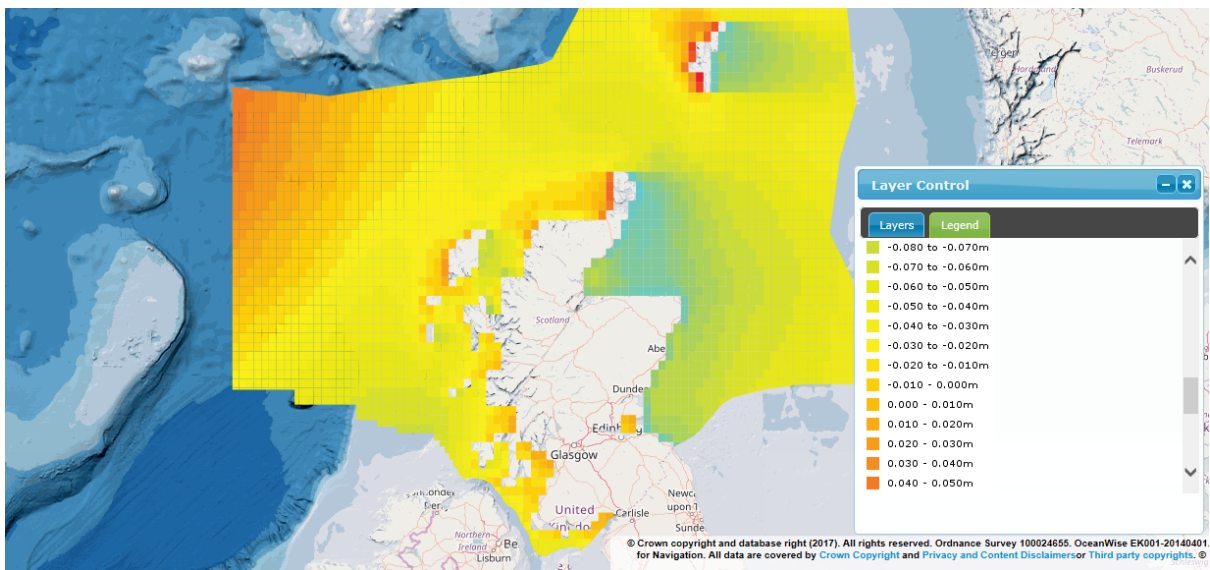 Hordaland
Buskerud
Telemark
Layer Control
Layers
Legend
-0.080 to -0.070m
-0.070 to -0.060m
-0.060 to -0.050m
-0.050 to -0.040m
-0.040 to -0.030m
-0.030 to -0.020m
-0.020 to -0.010m
-0.010 - 0.000m
0.000 - 0.010m
0.010 - 0.020m
0.020 - 0.030m
0.030 - 0.040m
0.040 - 0.050m
Scotland
Abe
Dunde
Edinburgh
Glasgow
Newca
upon T
Carlisle
Sunde
United
Kingdom
Northern
Ireland
Be
Lisburn
© Crown copyright and database right (2017). All rights reserved. Ordnance Survey 100024655. OceanWise EK001-20140401.
for Navigation. All data are covered by Crown Copyright and Privacy and Content Disclaimersor Third party copyrights. ©